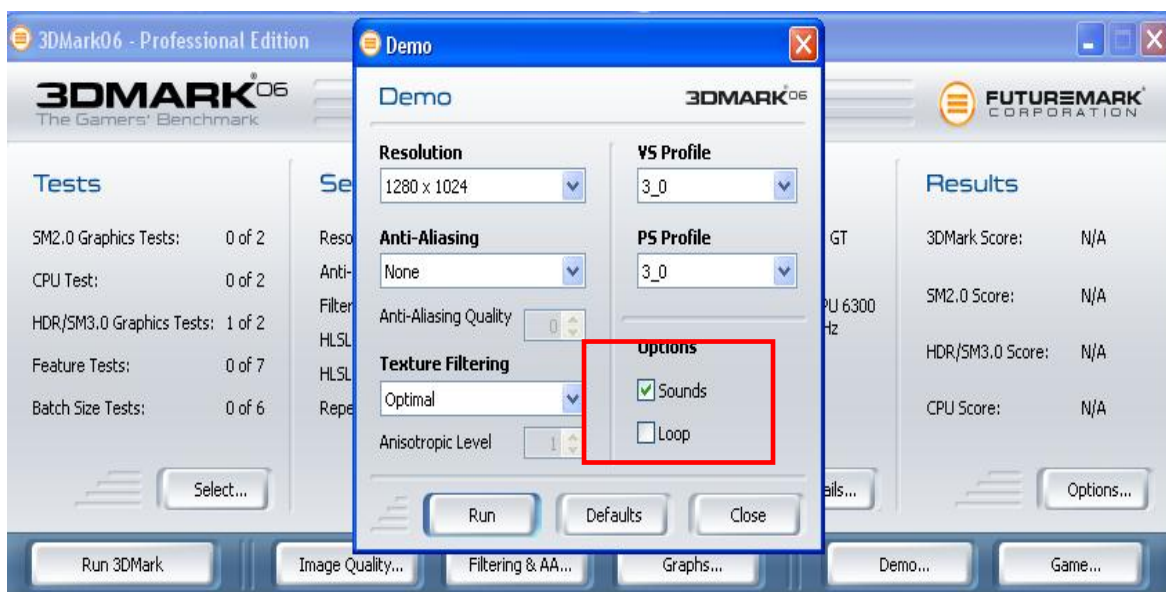 3DMark06 - Professional Edition
3DMARK®06
The Gamers' Benchmark
FUTUREMARK
CORPORATION
Tests
SM2.0 Graphics Tests: 0 of 2
CPU Test: 0 of 2
HDR/SM3.0 Graphics Tests: 1 of 2
Feature Tests: 0 of 7
Batch Size Tests: 0 of 6
Select...
Se
Reso
Anti-
Filter
HLSL
HLSL
Repe
Demo
Demo
3DMARK06
Resolution
1280 x 1024
Anti-Aliasing
None
Anti-Aliasing Quality 0
Texture Filtering
Optimal
Anisotropic Level 1
VS Profile
3_0
PS Profile
3_0
Options
Sounds
Loop
Run Defaults Close
GT
PU 6300
Hz
ails...
Results
3DMark Score: N/A
SM2.0 Score: N/A
HDR/SM3.0 Score: N/A
CPU Score: N/A
Options...
Run 3DMark Image Quality... Filtering & AA... Graphs... Demo... Game...